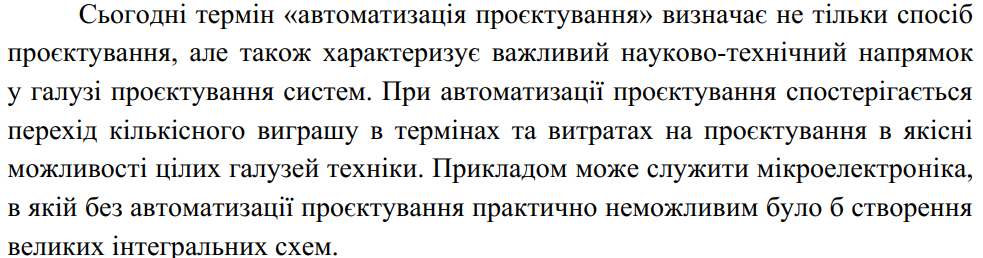 Сьогодні термін «автоматизація проєктування» визначає не тільки спосіб
проєктування, але також характеризує важливий науково-технічний напрямок
у галузі проєктування систем. При автоматизації проєктування спостерігається
перехід кількісного виграшу в термінах та витратах на проєктування в якісні
можливості цілих галузей техніки. Прикладом може служити мікроелектроніка,
в якій без автоматизації проєктування практично неможливим було б створення
великих інтегральних схем.